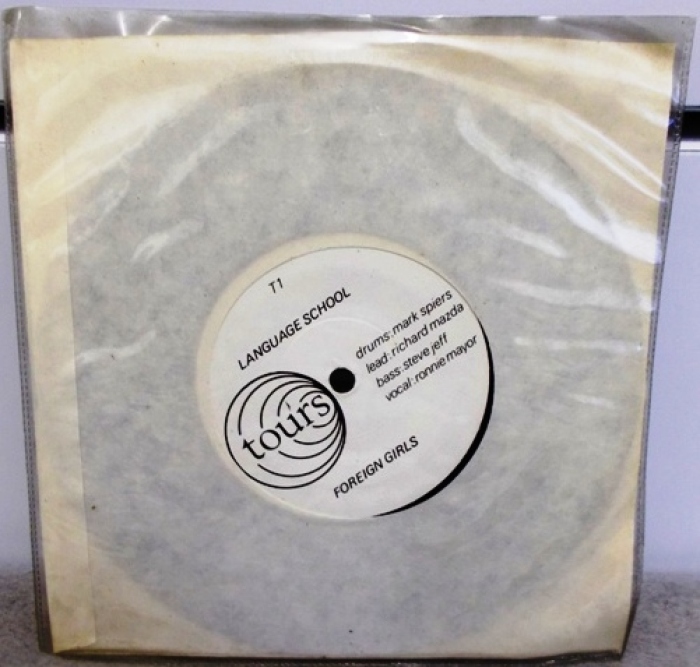 T1
LANGUAGE SCHOOL
drums: mark spiers
lead: richard mazda
bass: steve jeff
vocal: ronnie mayor
tours
FOREIGN GIRLS